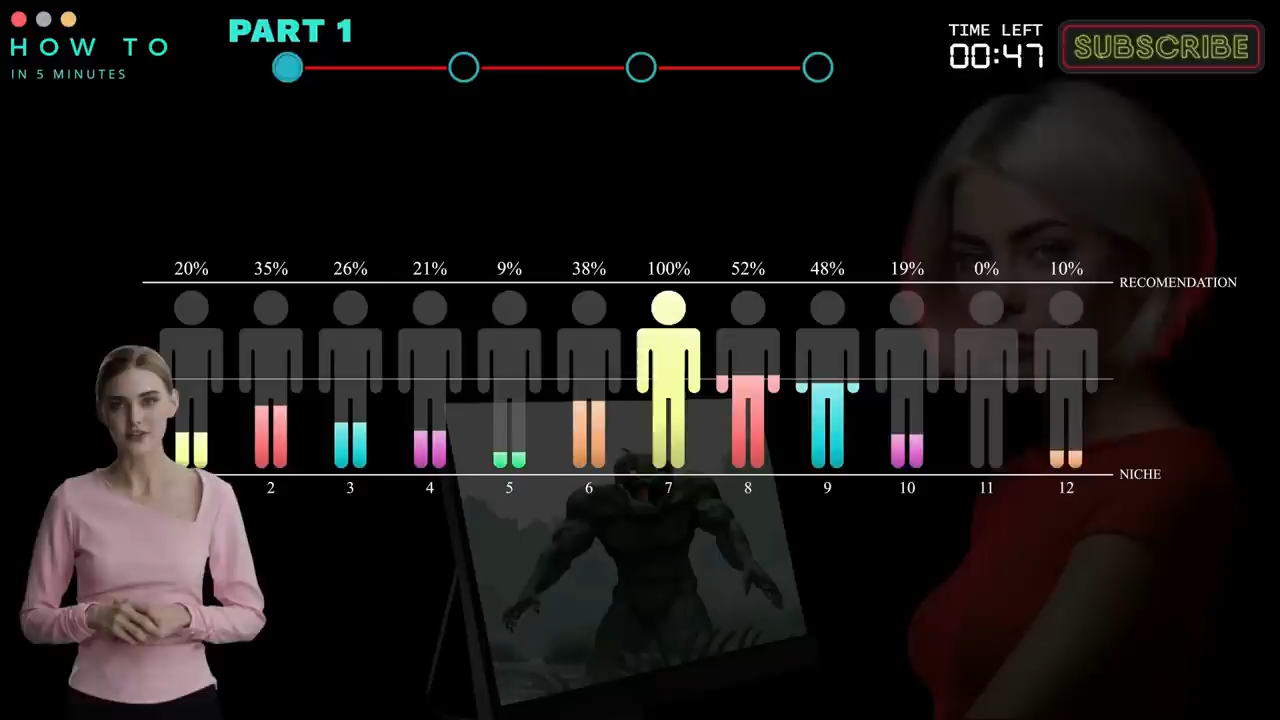 HOW TO
IN 5 MINUTES
PART 1
TIME LEFT
00:47
SUBSCRIBE
20% 35% 26% 21% 9% 38% 100% 52% 48% 19% 0% 10%
RECOMENDATION
2 3 4 5 6 7 8 9 10 11 12
NICHE